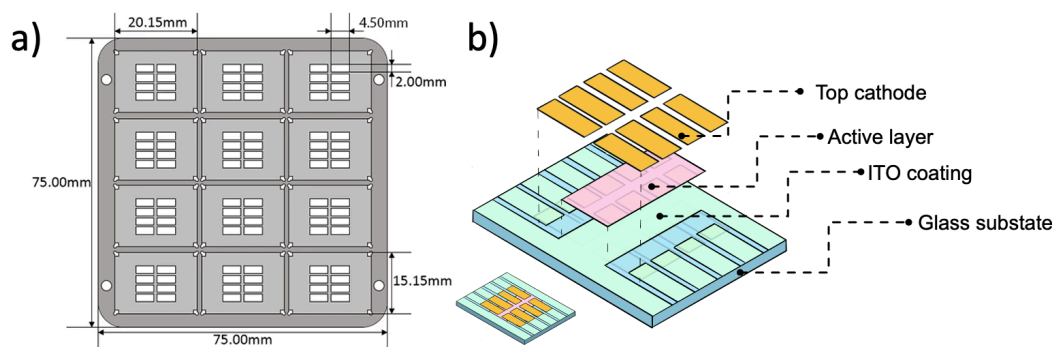 a)
20.15mm
4.50mm
2.00mm
75.00mm
15.15mm
75.00mm
b)
Top cathode
Active layer
ITO coating
Glass substate